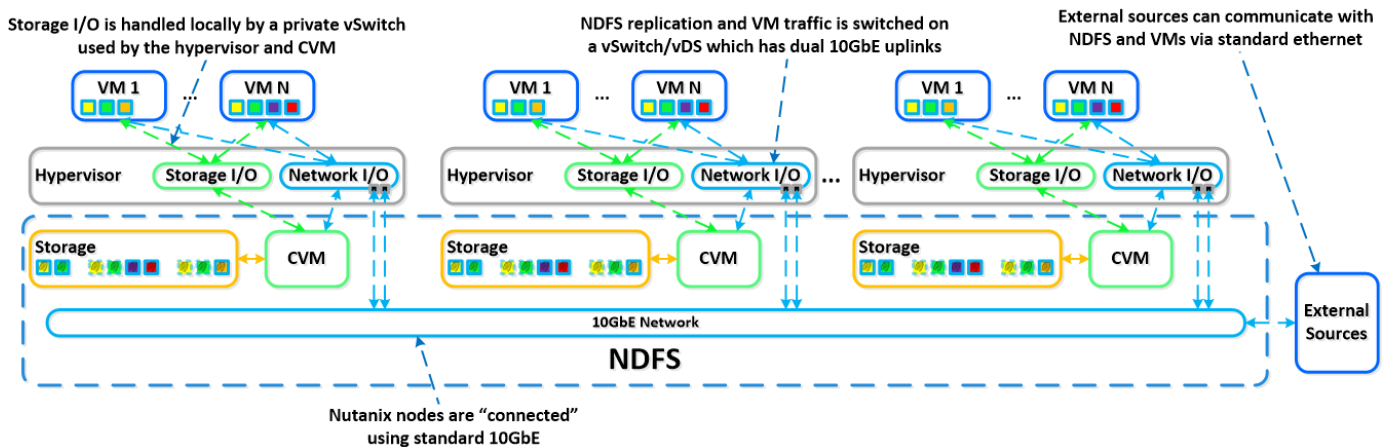 Storage I/O is handled locally by a private vSwitch
used by the hypervisor and CVM
NDFS replication and VM traffic is switched on
a vSwitch/vDS which has dual 10GbE uplinks
External sources can communicate with
NDFS and VMs via standard ethernet
VM 1
...
VM N
VM 1
...
VM N
VM 1
...
VM N
Hypervisor
Storage I/O
Network I/O
Hypervisor
Storage I/O
Network I/O
...
Hypervisor
Storage I/O
Network I/O
Storage
CVM
Storage
CVM
Storage
CVM
External
Sources
10GbE Network
NDFS
Nutanix nodes are “connected”
using standard 10GbE